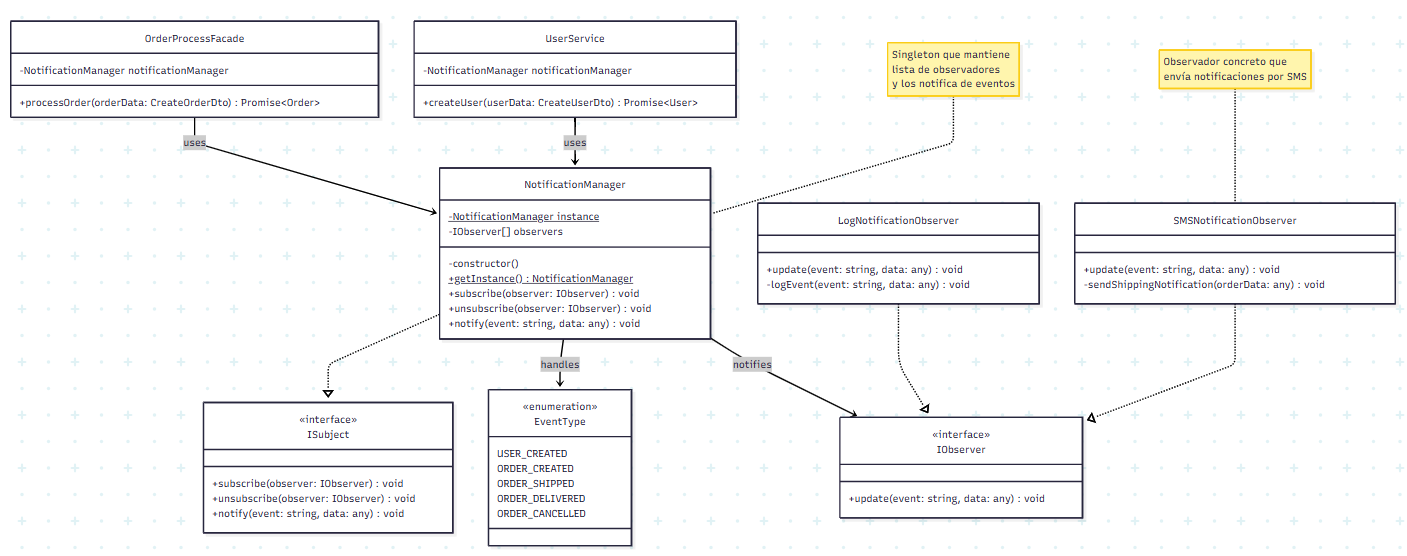 OrderProcessFacade
-NotificationManager notificationManager
+processOrder(orderData: CreateOrderDto) : Promise<Order>
UserService
-NotificationManager notificationManager
+createUser(userData: CreateUserDto) : Promise<User>
Singleton que mantiene
lista de observadores
y los notifica de eventos
Observador concreto que
envía notificaciones por SMS
uses
uses
NotificationManager
-NotificationManager instance
-IObserver[] observers
-constructor()
+getInstance() : NotificationManager
+subscribe(observer: IObserver) : void
+unsubscribe(observer: IObserver) : void
+notify(event: string, data: any) : void
LogNotificationObserver
+update(event: string, data: any) : void
-logEvent(event: string, data: any) : void
SMSNotificationObserver
+update(event: string, data: any) : void
-sendShippingNotification(orderData: any) : void
handles
notifies
«interface»
ISubject
+subscribe(observer: IObserver) : void
+unsubscribe(observer: IObserver) : void
+notify(event: string, data: any) : void
«enumeration»
EventType
USER_CREATED
ORDER_CREATED
ORDER_SHIPPED
ORDER_DELIVERED
ORDER_CANCELLED
«interface»
IObserver
+update(event: string, data: any) : void